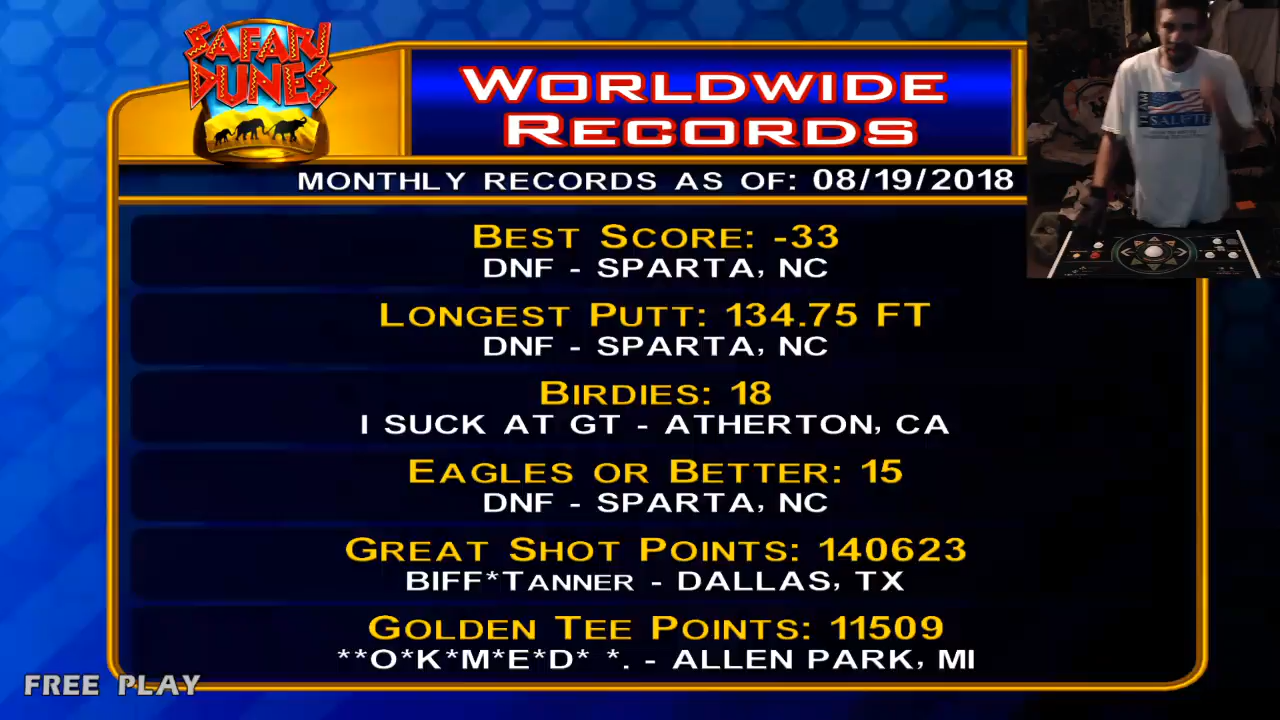 SAFARI
DUNES
WORLDWIDE
RECORDS
MONTHLY RECORDS AS OF: 08/19/2018
BEST SCORE: -33
DNF - SPARTA, NC
LONGEST PUTT: 134.75 FT
DNF - SPARTA, NC
BIRDIES: 18
I SUCK AT GT - ATHERTON, CA
EAGLES OR BETTER: 15
DNF - SPARTA, NC
GREAT SHOT POINTS: 140623
BIFF*TANNER - DALLAS, TX
GOLDEN TEE POINTS: 11509
**O*K*M*E*D* *. - ALLEN PARK, MI
FREE PLAY
TEAM
SALUTE